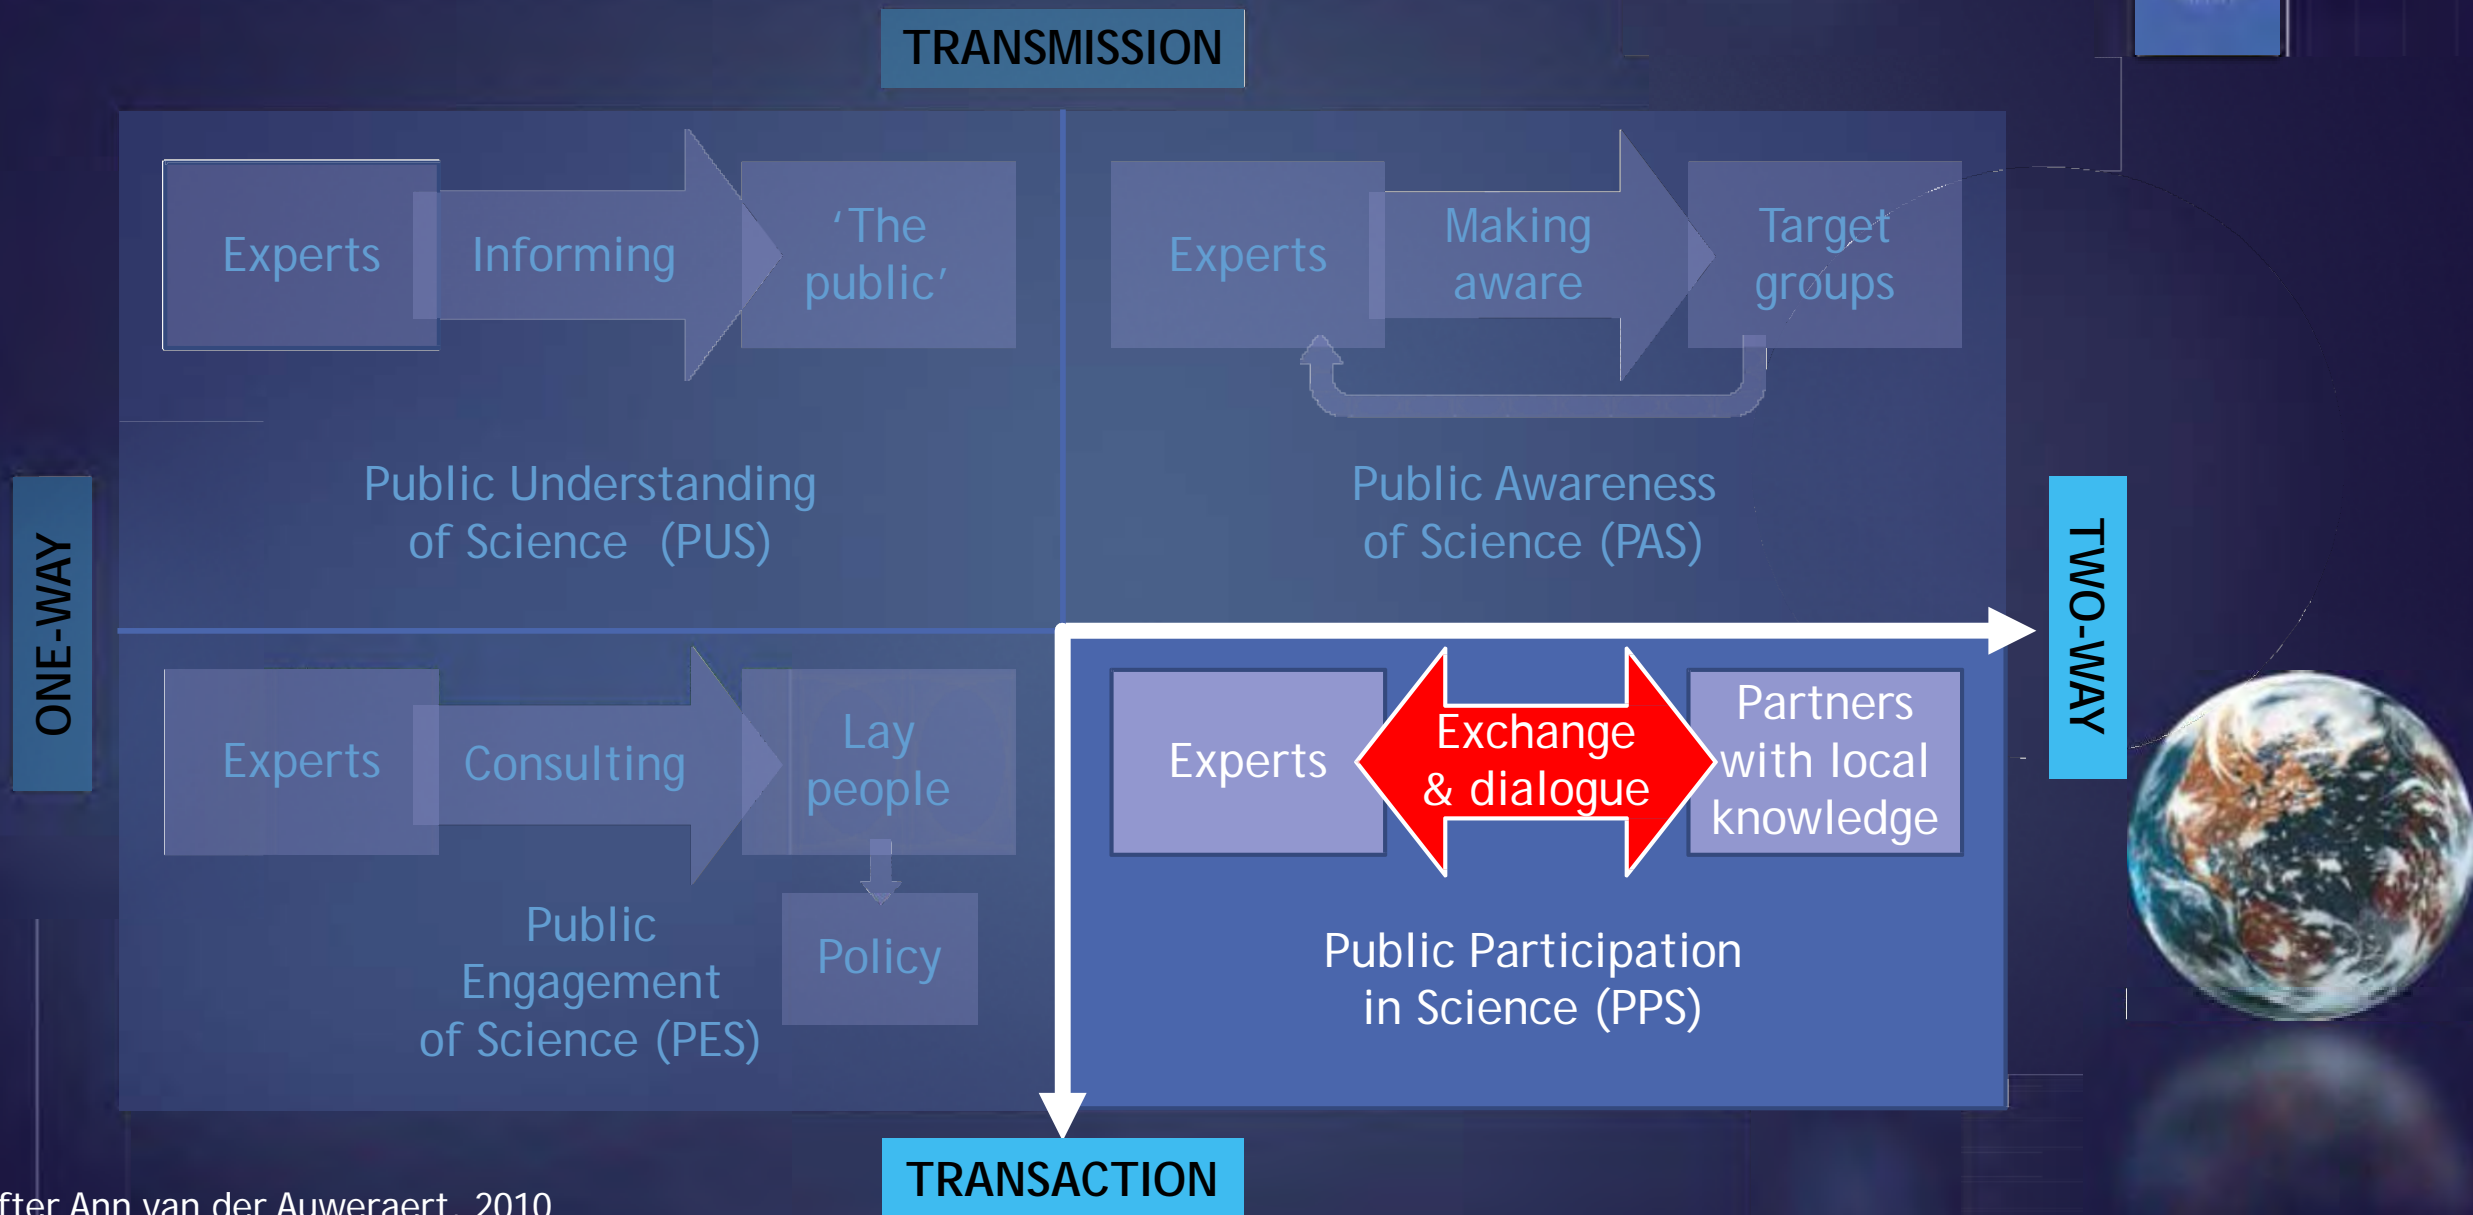 TRANSMISSION
Experts
Informing
‘The
public’
Public Understanding
of Science (PUS)
Experts
Making
aware
Target
groups
Public Awareness
of Science (PAS)
ONE-WAY
TWO-WAY
Experts
Consulting
Lay
people
Policy
Public
Engagement
of Science (PES)
Experts
Exchange
& dialogue
Partners
with local
knowledge
Public Participation
in Science (PPS)
TRANSACTION
fter Ann van der Auweraert, 2010